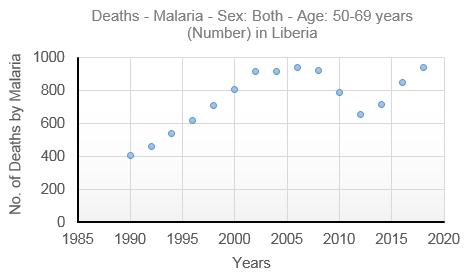 Deaths - Malaria - Sex: Both - Age: 50-69 years
(Number) in Liberia
No. of Deaths by Malaria
1000
800
600
400
200
0
1985 1990 1995 2000 2005 2010 2015 2020
Years